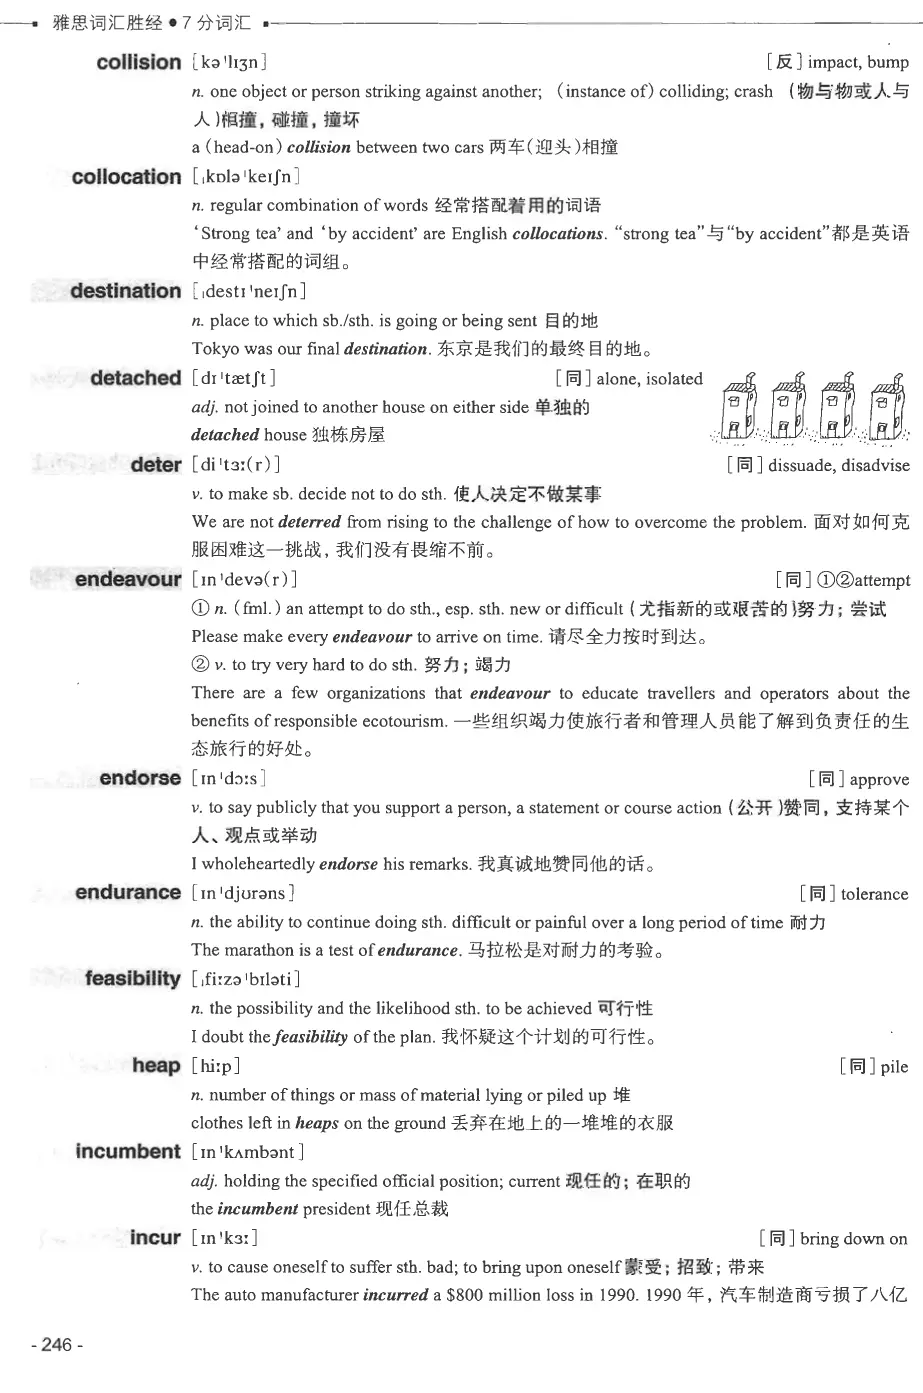 雅思词汇胜经•7分词汇
collision [kə'lɪʒn] [反] impact, bump
n. one object or person striking against another; (instance of) colliding; crash (物与物或人与
人)相撞，碰撞，撞坏
a (head-on) collision between two cars 两车(迎头)相撞
collocation [ˌkɒlə'keɪʃn]
n. regular combination of words 经常搭配着用的词语
‘Strong tea’ and ‘by accident’ are English collocations. “strong tea”与“by accident”都是英语
中经常搭配的词组。
destination [ˌdestɪ'neɪʃn]
n. place to which sb./sth. is going or being sent 目的地
Tokyo was our final destination. 东京是我们的最终目的地。
detached [dɪ'tætʃt] [同] alone, isolated
adj. not joined to another house on either side 单独的
detached house 独栋房屋
deter [di'tɜː(r)] [同] dissuade, disadvise
v. to make sb. decide not to do sth. 使人决定不做某事
We are not deterred from rising to the challenge of how to overcome the problem. 面对如何克
服困难这一挑战，我们没有畏缩不前。
endeavour [ɪn'devə(r)] [同] ①②attempt
① n. (fml.) an attempt to do sth., esp. sth. new or difficult (尤指新的或艰苦的)努力；尝试
Please make every endeavour to arrive on time. 请尽全力按时到达。
② v. to try very hard to do sth. 努力；竭力
There are a few organizations that endeavour to educate travellers and operators about the
benefits of responsible ecotourism. 一些组织竭力使旅行者和管理人员能了解到负责任的生
态旅行的好处。
endorse [ɪn'dɔːs] [同] approve
v. to say publicly that you support a person, a statement or course action (公开)赞同，支持某个
人、观点或举动
I wholeheartedly endorse his remarks. 我真诚地赞同他的话。
endurance [ɪn'djʊrəns] [同] tolerance
n. the ability to continue doing sth. difficult or painful over a long period of time 耐力
The marathon is a test of endurance. 马拉松是对耐力的考验。
feasibility [ˌfiːzə'bɪləti]
n. the possibility and the likelihood sth. to be achieved 可行性
I doubt the feasibility of the plan. 我怀疑这个计划的可行性。
heap [hiːp] [同] pile
n. number of things or mass of material lying or piled up 堆
clothes left in heaps on the ground 丢弃在地上的一堆堆的衣服
incumbent [ɪn'kʌmbənt]
adj. holding the specified official position; current 现任的；在职的
the incumbent president 现任总裁
incur [ɪn'kɜː] [同] bring down on
v. to cause oneself to suffer sth. bad; to bring upon oneself 蒙受；招致；带来
The auto manufacturer incurred a $800 million loss in 1990. 1990 年，汽车制造商亏损了八亿
- 246 -